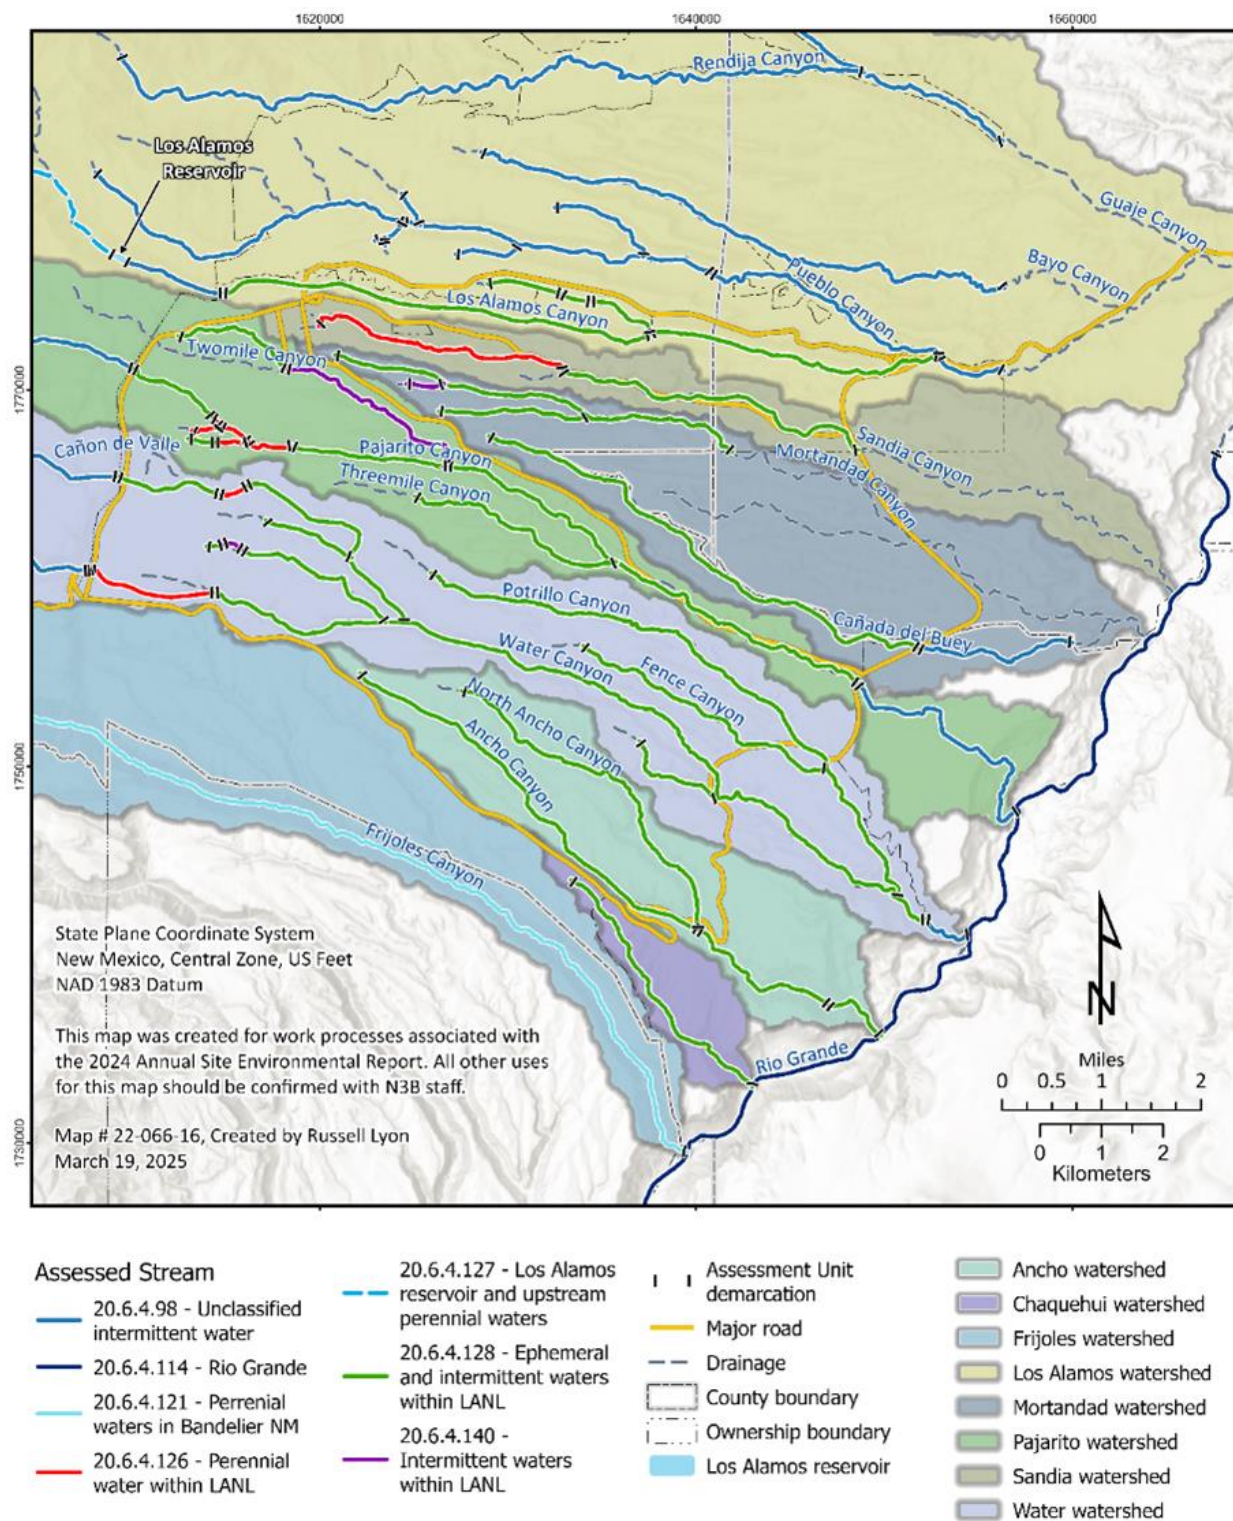 1620000
1640000
1660000
Rendija Canyon
Los Alamos
Reservoir
Guaje Canyon
Bayo Canyon
Pueblo Canyon
Los Alamos Canyon
Twomile Canyon
1770000
Sandia Canyon
Cañon de Valle
Pajarito Canyon
Mortandad Canyon
Threemile Canyon
Potrillo Canyon
Cañada del Buey
Water Canyon
Fence Canyon
North Ancho Canyon
Ancho Canyon
1750000
Frijoles Canyon
State Plane Coordinate System
New Mexico, Central Zone, US Feet
NAD 1983 Datum
N
This map was created for work processes associated with
the 2024 Annual Site Environmental Report. All other uses
for this map should be confirmed with N3B staff.
Rio Grande
Miles
0 0.5 1 2
Map # 22-066-16, Created by Russell Lyon
March 19, 2025
1730000
0 1 2
Kilometers
Assessed Stream
20.6.4.98 - Unclassified
intermittent water
20.6.4.114 - Rio Grande
20.6.4.121 - Perrenial
waters in Bandelier NM
20.6.4.126 - Perennial
water within LANL
20.6.4.127 - Los Alamos
reservoir and upstream
perennial waters
20.6.4.128 - Ephemeral
and intermittent waters
within LANL
20.6.4.140 -
Intermittent waters
within LANL
Assessment Unit
demarcation
Major road
Drainage
County boundary
Ownership boundary
Los Alamos reservoir
Ancho watershed
Chaquehui watershed
Frijoles watershed
Los Alamos watershed
Mortandad watershed
Pajarito watershed
Sandia watershed
Water watershed